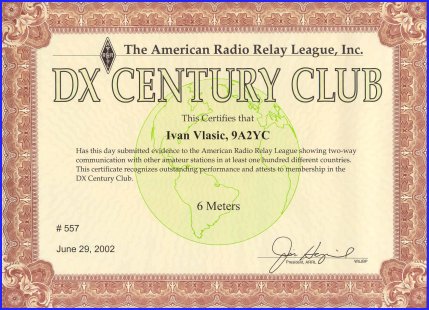 The American Radio Relay League, Inc.
DX CENTURY CLUB
This Certifies that
Ivan Vlasic, 9A2YC
Has this day submitted evidence to the American Radio Relay League showing two-way
communication with other amateur stations in at least one hundred different countries.
This certificate recognizes outstanding performance and attests to membership in the
DX Century Club.
6 Meters
# 557
June 29, 2002
President, ARRL